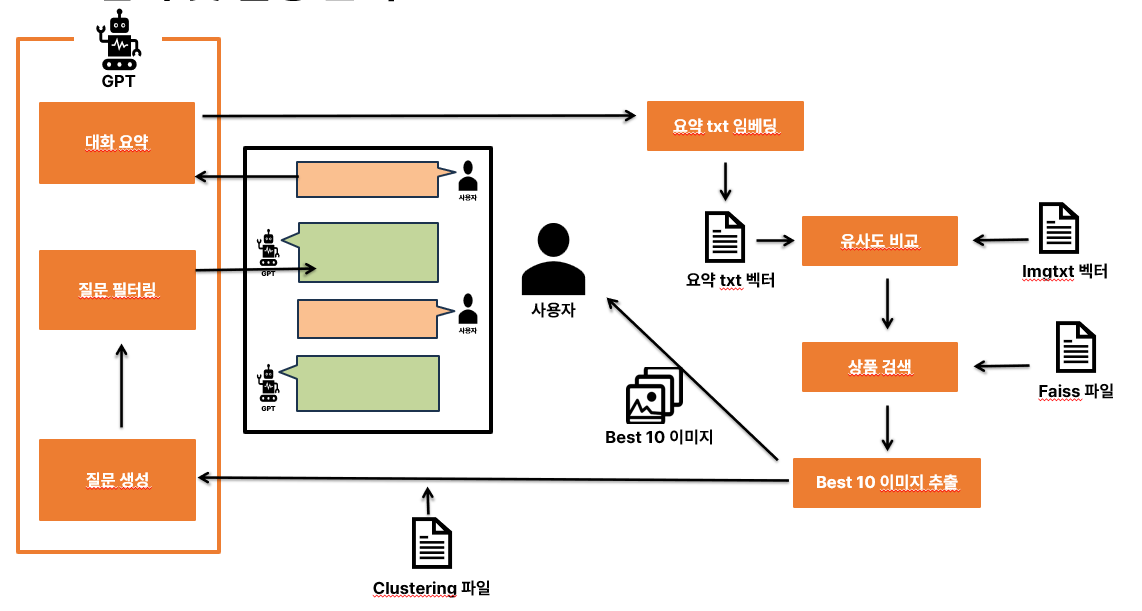 GPT
대화 요약
요약 txt 임베딩
사용자
질문 필터링
GPT
사용자
유사도 비교
요약 txt 벡터
Imgtxt 벡터
사용자
GPT
상품 검색
Faiss 파일
Best 10 이미지
질문 생성
Best 10 이미지 추출
Clustering 파일